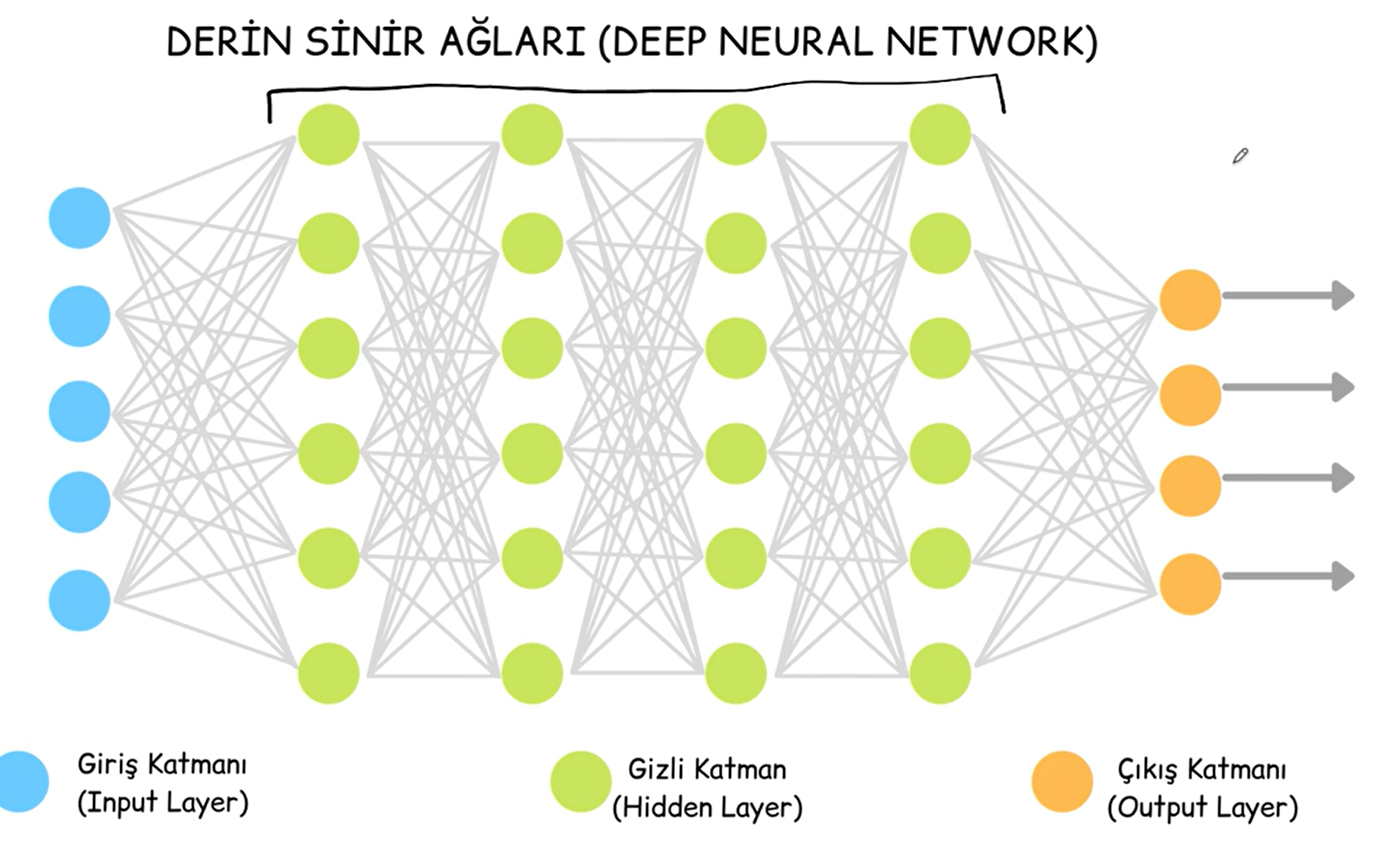 DERİN SİNİR AĞLARI (DEEP NEURAL NETWORK)
Giriş Katmanı
(Input Layer)
Gizli Katman
(Hidden Layer)
Çıkış Katmanı
(Output Layer)